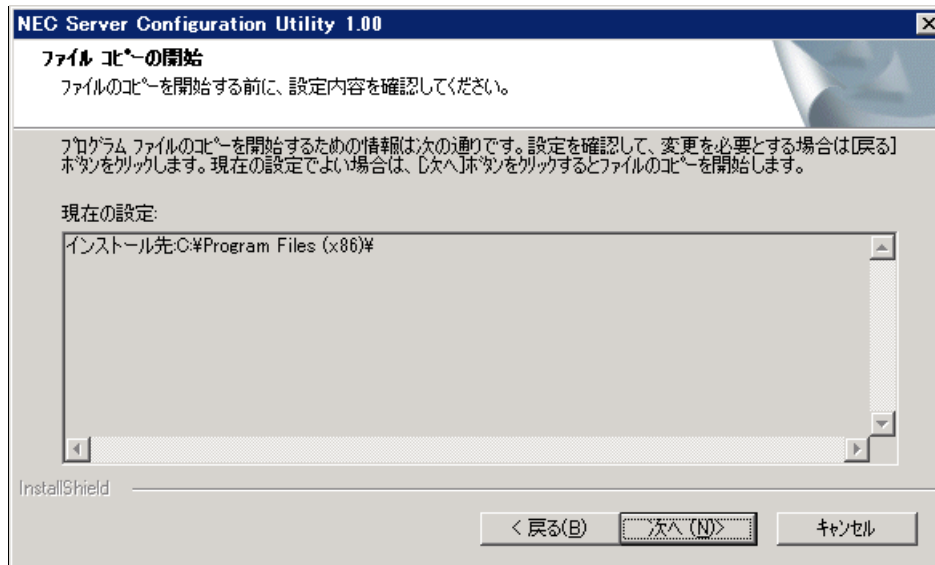 NEC Server Configuration Utility 1.00
ファイル コピーの開始
ファイルのコピーを開始する前に、設定内容を確認してください。
プログラム ファイルのコピーを開始するための情報は次の通りです。設定を確認して、変更を必要とする場合は[戻る]
ボタンをクリックします。現在の設定でよい場合は、[次へ]ボタンをクリックするとファイルのコピーを開始します。
現在の設定:
インストール先:C:¥Program Files (x86)¥
InstallShield
< 戻る(B)
次へ (N)>
キャンセル